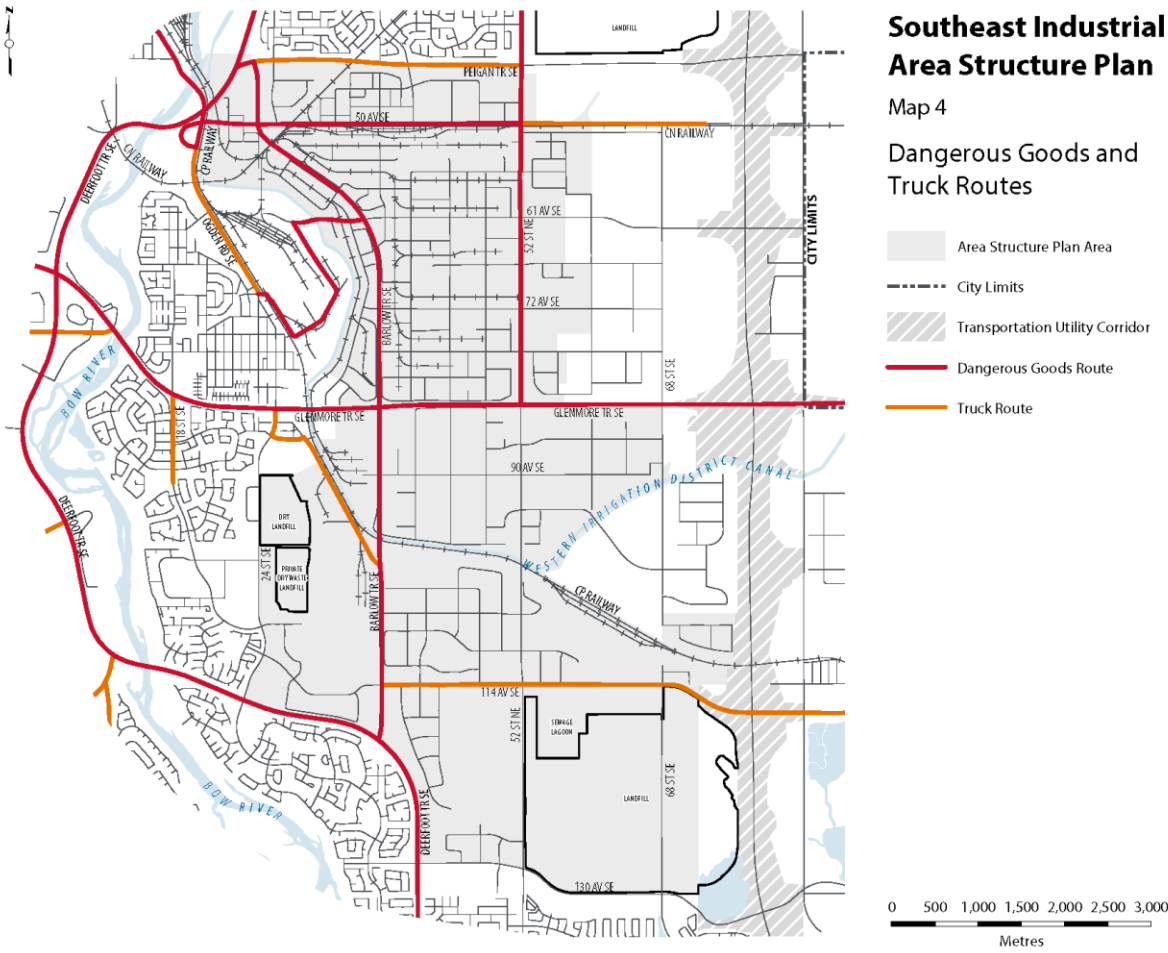 Southeast Industrial
Area Structure Plan
Map 4
Dangerous Goods and
Truck Routes
Area Structure Plan Area
City Limits
Transportation Utility Corridor
Dangerous Goods Route
Truck Route
0 500 1,000 1,500 2,000 2,500 3,000
Metres
N
LANDFILL
PEIGAN TR SE
50 AV SE
CN RAILWAY
CP RAILWAY
CN RAILWAY
DEERFOOT TR SE
CITY LIMITS
61 AV SE
52 ST NE
OGDEN RD SE
72 AV SE
BARLOW TR SE
68 ST SE
BOW RIVER
18 ST SE
GLENMORE TR SE
GLENMORE TR SE
90 AV SE
WESTERN IRRIGATION DISTRICT CANAL
DEERFOOT TR SE
DRY
LANDFILL
24 ST SE
PRIVATE
DRY WASTE
LANDFILL
CP RAILWAY
BARLOW TR SE
114 AV SE
52 ST NE
SEWAGE
LAGOON
68 ST SE
LANDFILL
BOW RIVER
DEERFOOT TR SE
130 AV SE